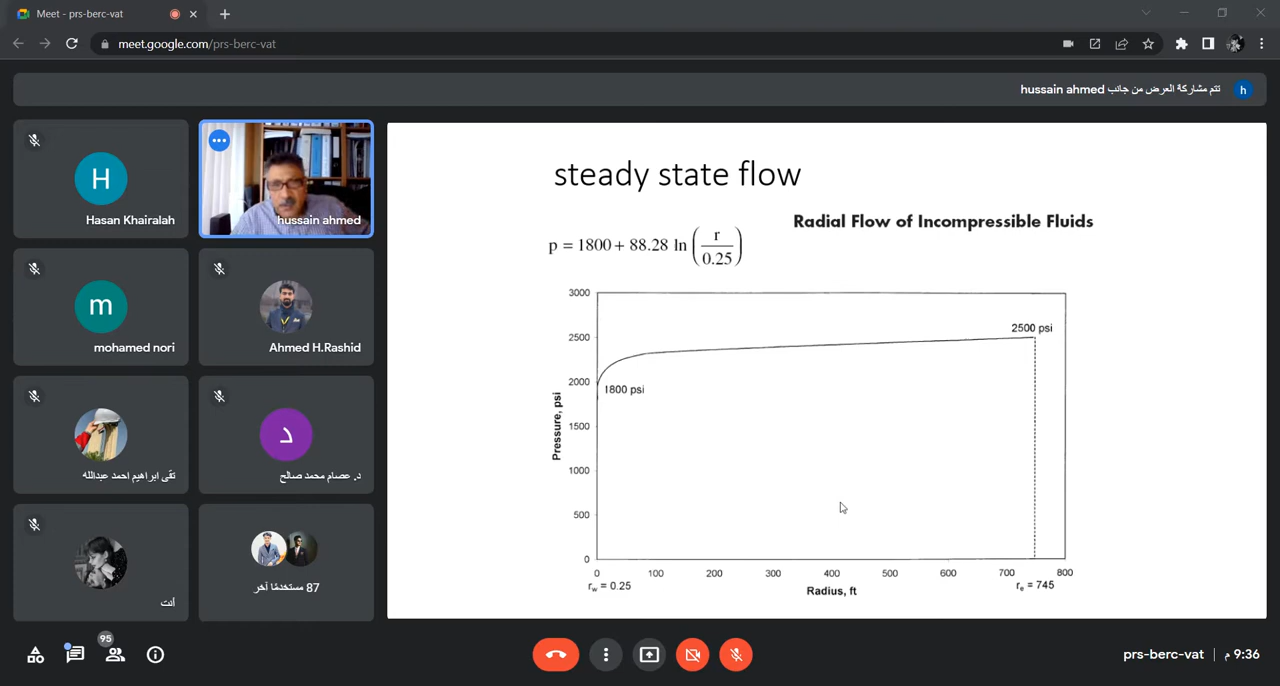 Meet - prs-berc-vat
meet.google.com/prs-berc-vat
تتم مشاركة العرض من جانب hussain ahmed
h
H
Hasan Khairalah
hussain ahmed
m
mohamed nori
Ahmed H.Rashid
تقى ابراهيم احمد عبدالله
د
د. عصام محمد صالح
أنت
87 مستخدمًا آخر
steady state flow
Radial Flow of Incompressible Fluids
p = 1800 + 88.28 ln (r / 0.25)
3000
2500
2000
1500
1000
500
0
Pressure, psi
2500 psi
1800 psi
0 100 200 300 400 500 600 700 800
rw = 0.25
re = 745
Radius, ft
95
prs-berc-vat | 9:36 م